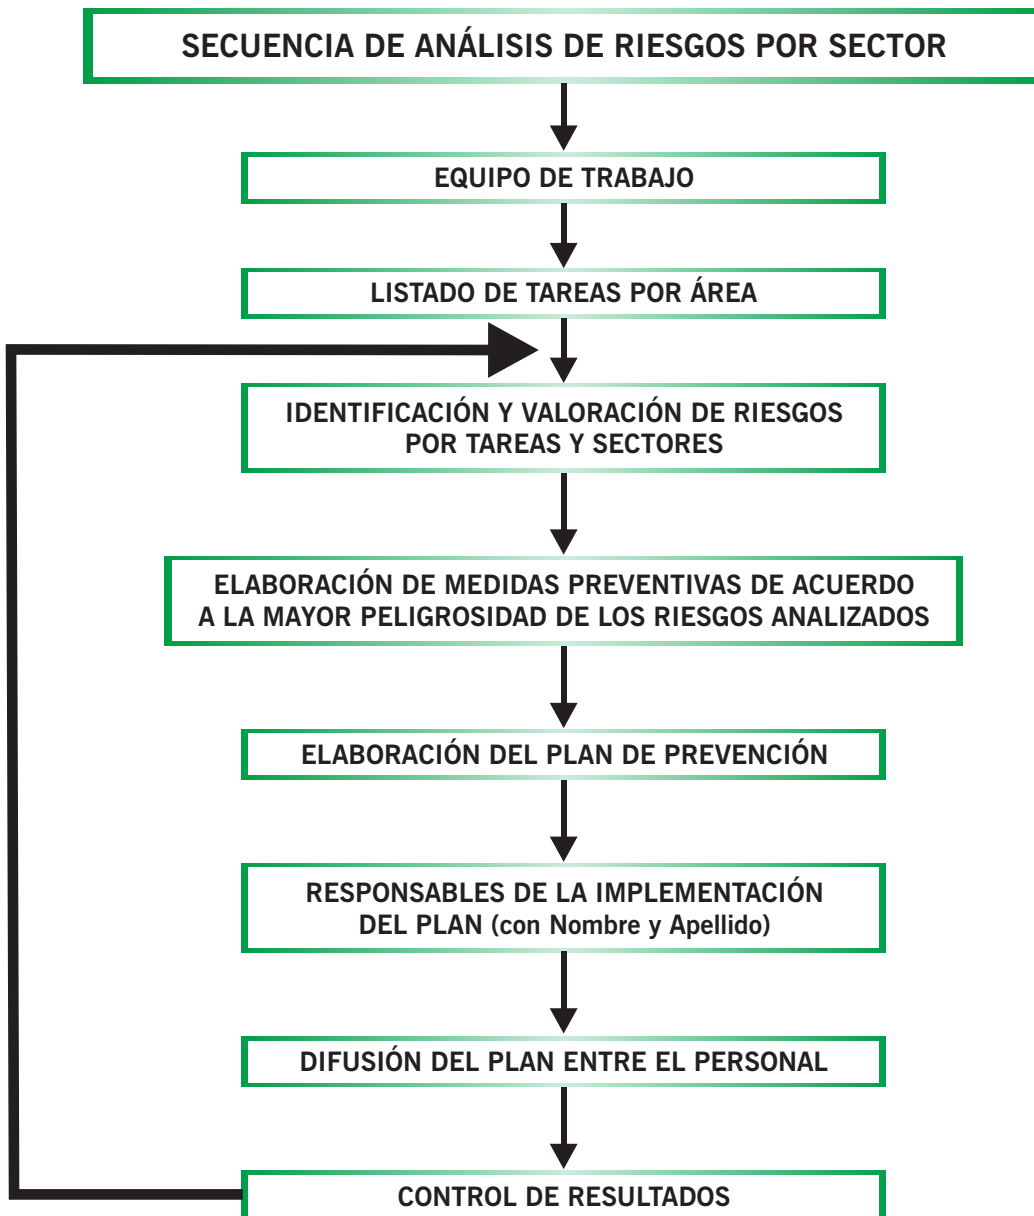 SECUENCIA DE ANÁLISIS DE RIESGOS POR SECTOR
EQUIPO DE TRABAJO
LISTADO DE TAREAS POR ÁREA
IDENTIFICACIÓN Y VALORACIÓN DE RIESGOS
POR TAREAS Y SECTORES
ELABORACIÓN DE MEDIDAS PREVENTIVAS DE ACUERDO
A LA MAYOR PELIGROSIDAD DE LOS RIESGOS ANALIZADOS
ELABORACIÓN DEL PLAN DE PREVENCIÓN
RESPONSABLES DE LA IMPLEMENTACIÓN
DEL PLAN (con Nombre y Apellido)
DIFUSIÓN DEL PLAN ENTRE EL PERSONAL
CONTROL DE RESULTADOS